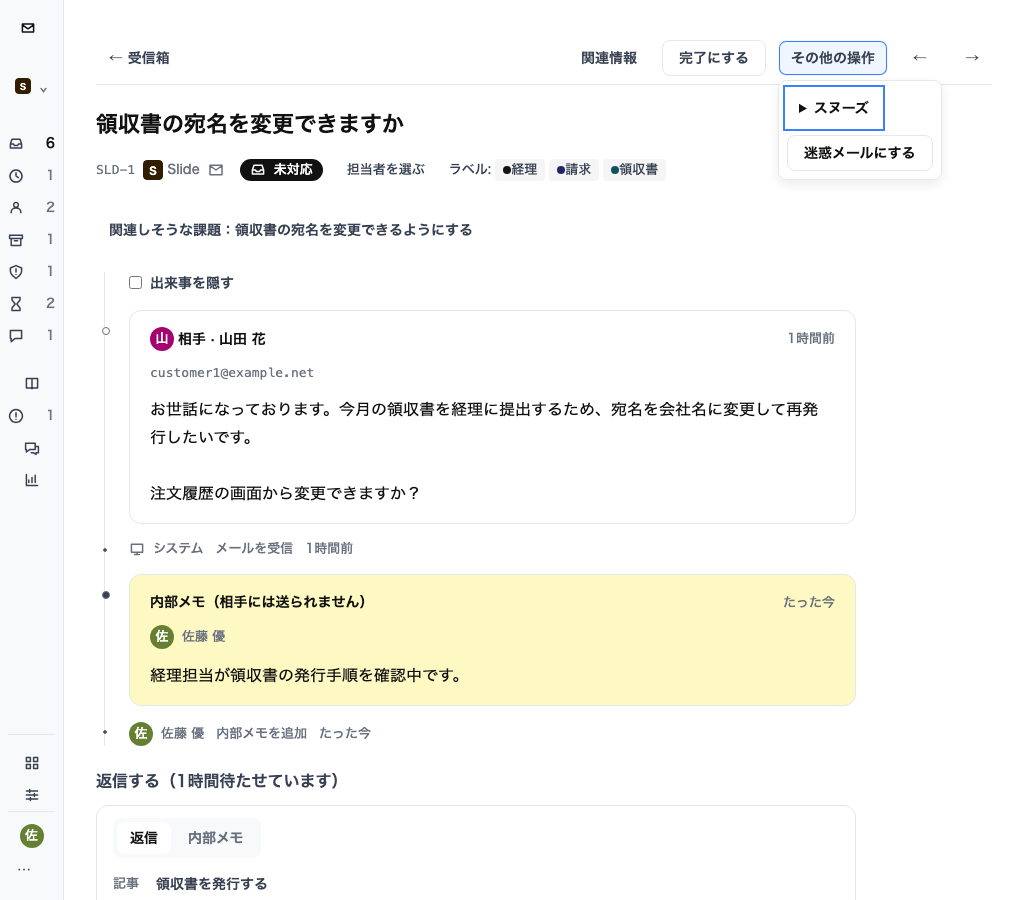 ← 受信箱
関連情報
完了にする
その他の操作
←
→
S
▶ スヌーズ
迷惑メールにする
領収書の宛名を変更できますか
SLD-1 S Slide 未対応 担当者を選ぶ ラベル: 経理 請求 領収書
6
1
2
1
1
2
1
1
関連しそうな課題：領収書の宛名を変更できるようにする
出来事を隠す
山 相手 · 山田 花 1時間前
customer1@example.net
お世話になっております。今月の領収書を経理に提出するため、宛名を会社名に変更して再発
行したいです。
注文履歴の画面から変更できますか？
システム メールを受信 1時間前
内部メモ（相手には送られません） たった今
佐 佐藤 優
経理担当が領収書の発行手順を確認中です。
佐 佐藤 優 内部メモを追加 たった今
返信する（1時間待たせています）
返信 内部メモ
記事 領収書を発行する
佐
…